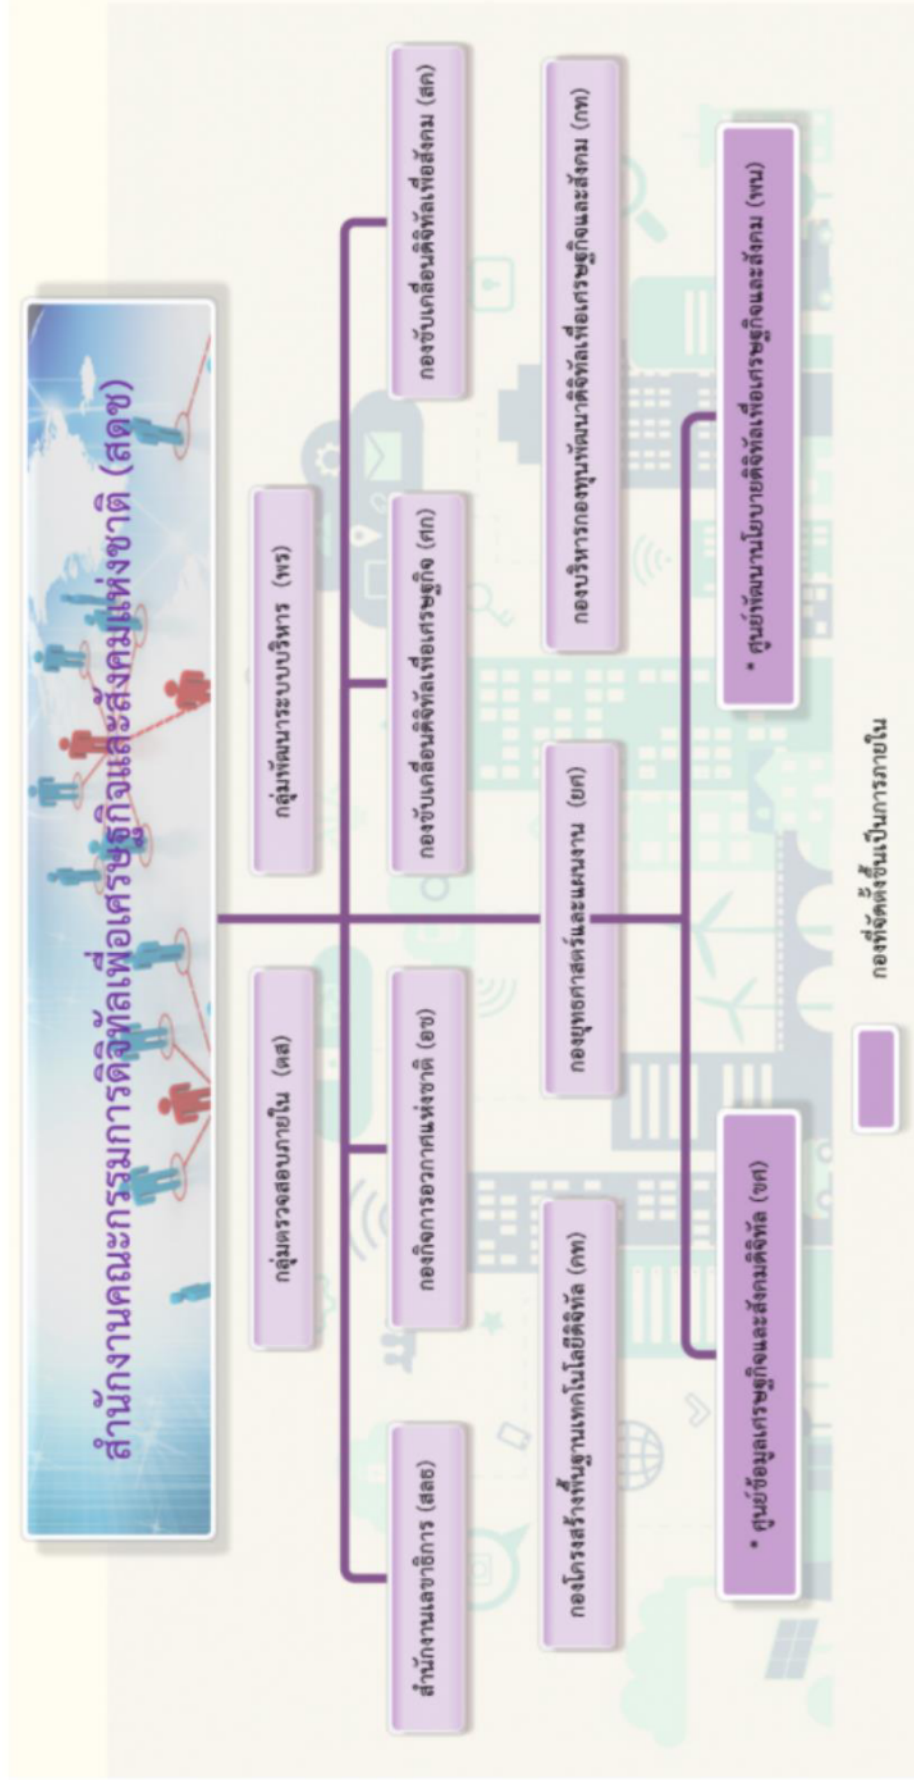 สำนักงานคณะกรรมการดิจิทัลเพื่อเศรษฐกิจและสังคมแห่งชาติ (สดช)
กลุ่มตรวจสอบภายใน (ตส)
กลุ่มพัฒนาระบบบริหาร (พร)
สำนักงานเลขาธิการ (สลธ)
กองกิจการอวกาศแห่งชาติ (อช)
กองขับเคลื่อนดิจิทัลเพื่อเศรษฐกิจ (ศก)
กองขับเคลื่อนดิจิทัลเพื่อสังคม (สค)
กองโครงสร้างพื้นฐานเทคโนโลยีดิจิทัล (คท)
กองยุทธศาสตร์และแผนงาน (ยศ)
กองบริหารกองทุนพัฒนาดิจิทัลเพื่อเศรษฐกิจและสังคม (กท)
* ศูนย์ข้อมูลเศรษฐกิจและสังคมดิจิทัล (ขศ)
* ศูนย์พัฒนานโยบายดิจิทัลเพื่อเศรษฐกิจและสังคม (พน)
กองที่จัดตั้งขึ้นเป็นการภายใน